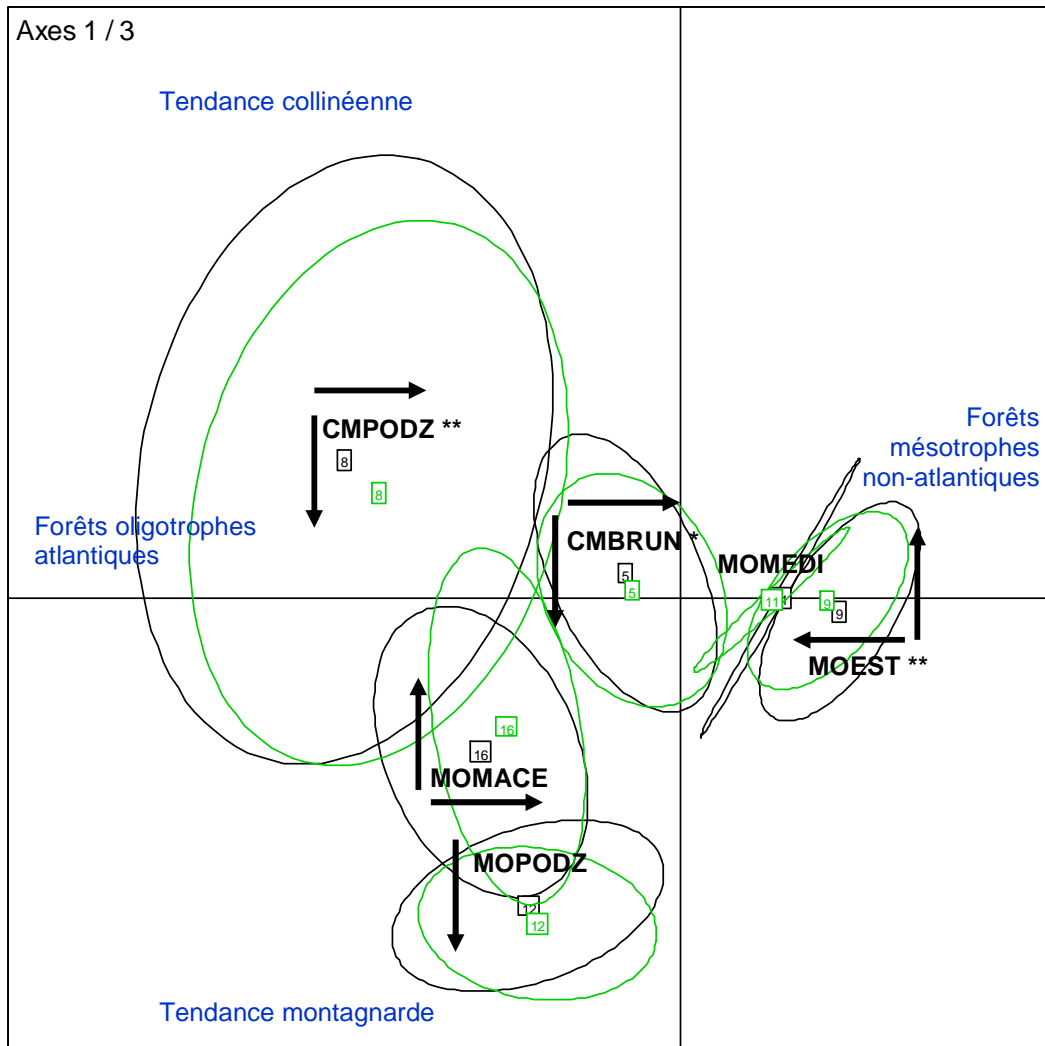 Axes 1 / 3
Tendance collinéenne
CMPODZ **
8
8
Forêts
mésotrophes
non-atlantiques
Forêts oligotrophes
atlantiques
CMBRUN *
5
5
MOMEDI
11
9
9
MOEST **
16
16
MOMACE
MOPODZ
12
12
Tendance montagnarde